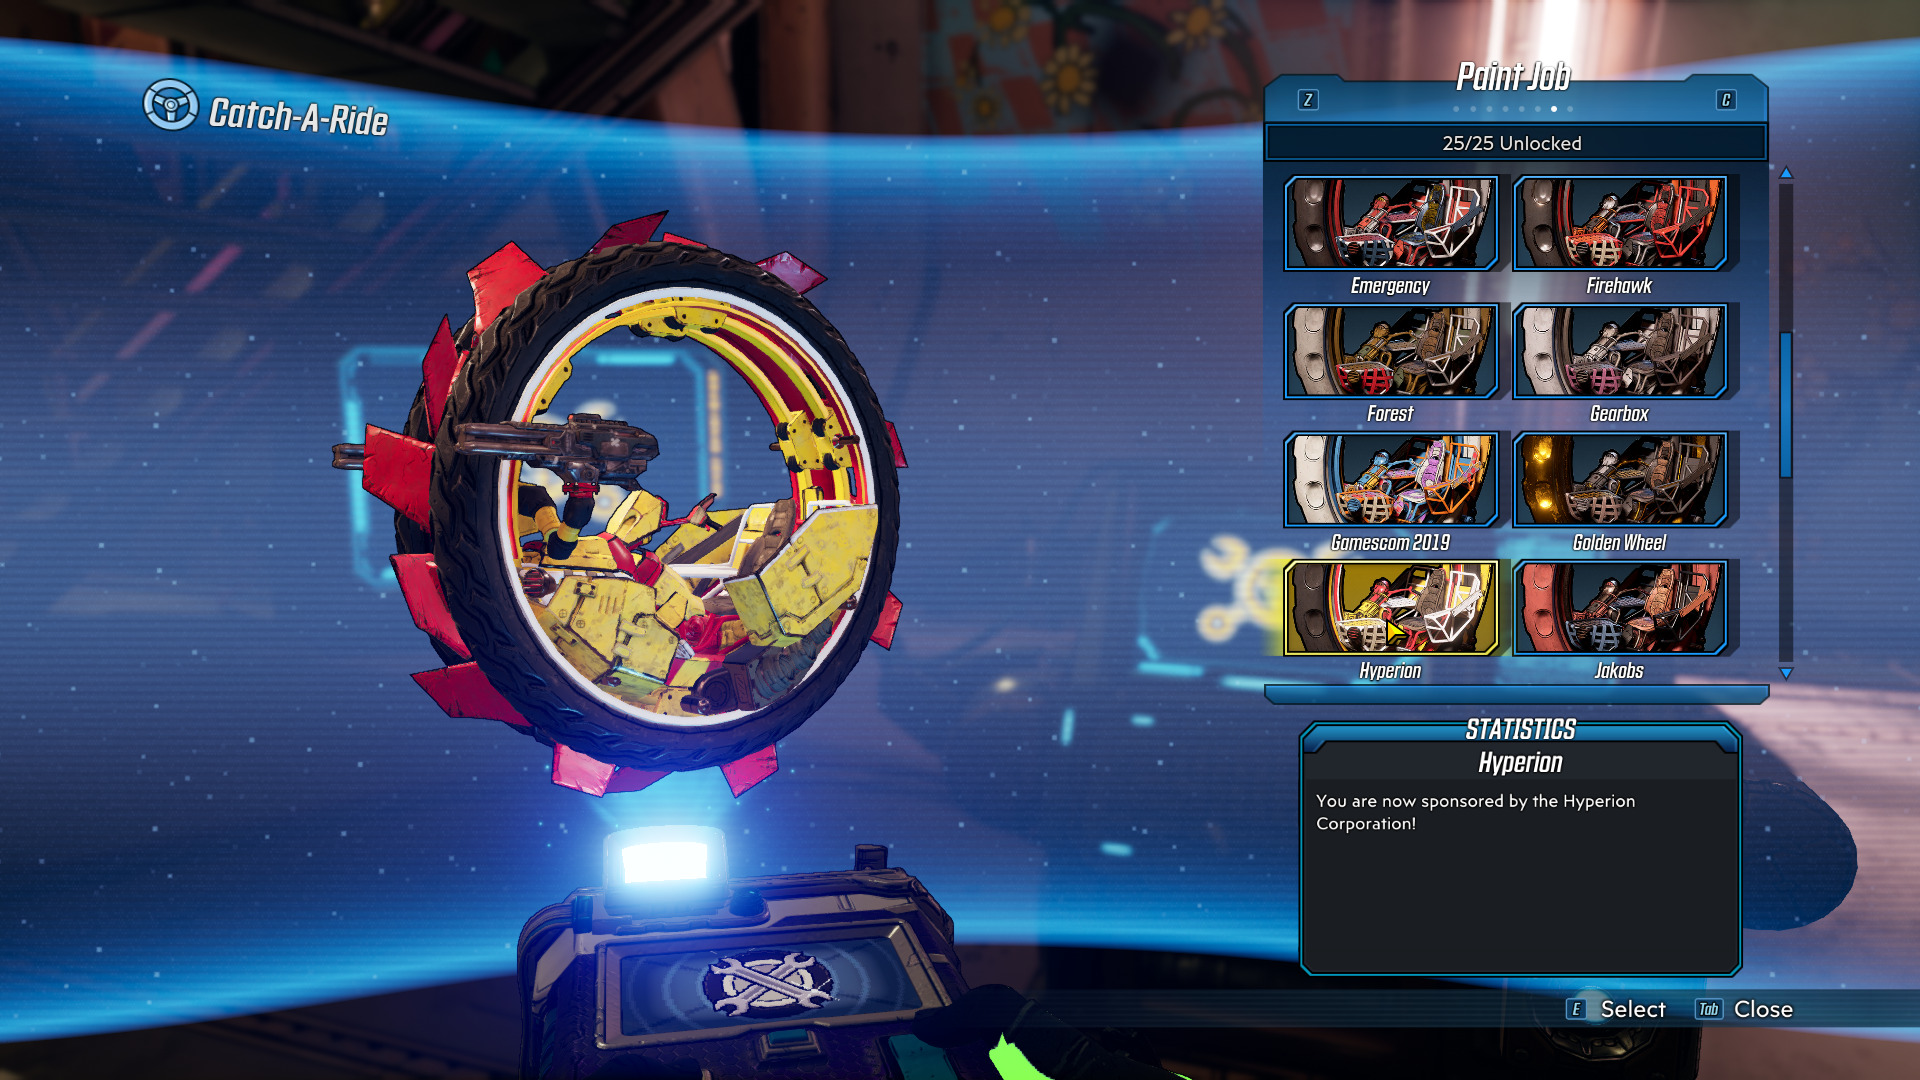 Catch-A-Ride
Paint Job
Z
C
25/25 Unlocked
Emergency
Firehawk
Forest
Gearbox
Gamescom 2019
Golden Wheel
Hyperion
Jakobs
STATISTICS
Hyperion
You are now sponsored by the Hyperion
Corporation!
E Select Tab Close